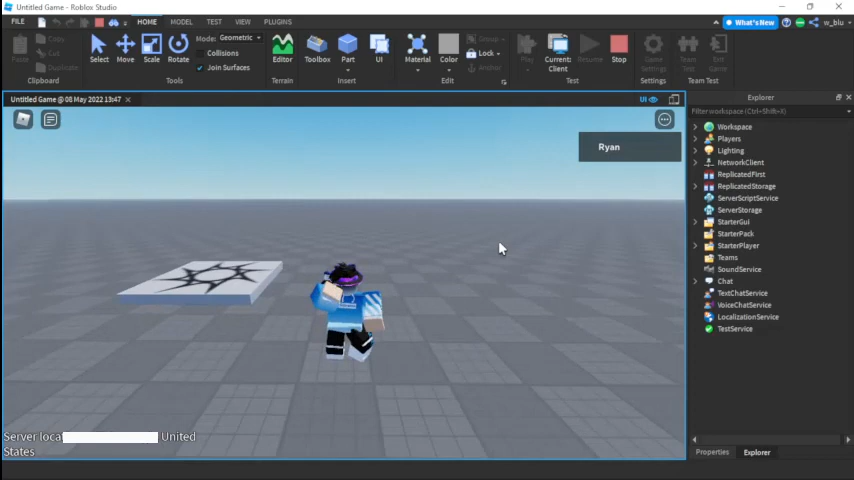 Untitled Game - Roblox Studio
FILE HOME MODEL TEST VIEW PLUGINS What's New w_blu
Paste Copy Cut Duplicate Clipboard
Select Move Scale Rotate Mode: Geometric Collisions Join Surfaces Tools
Editor Terrain
Toolbox Part UI Insert
Material Color Group Lock Anchor Edit
Play Current: Client Resume Stop Test
Game Settings Settings
Team Test Exit Game Team Test
Untitled Game @ 08 May 2022 13:47 UI
Explorer
Filter workspace (Ctrl+Shift+X)
Workspace
Players
Lighting
NetworkClient
ReplicatedFirst
ReplicatedStorage
ServerScriptService
ServerStorage
StarterGui
StarterPack
StarterPlayer
Teams
SoundService
Chat
TextChatService
VoiceChatService
LocalizationService
TestService
Ryan
Server loca United
States
Properties Explorer